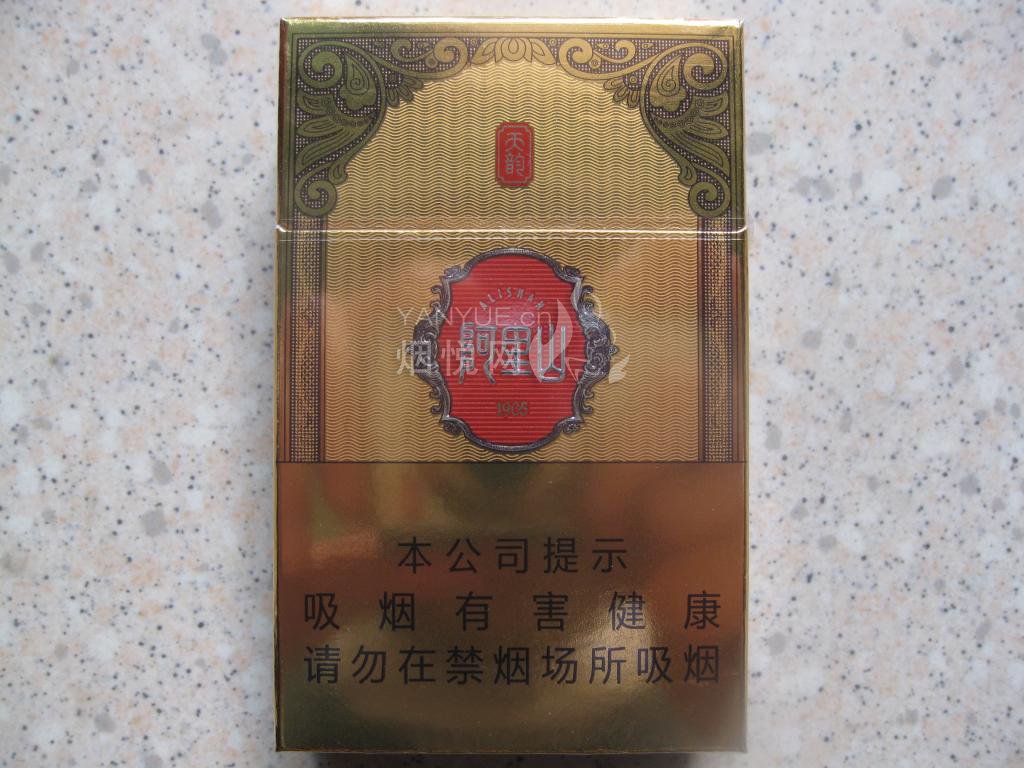 天韵
ALISHAN
YANYUE.cn
烟悦网
阿里山
1905
本公司提示
吸烟有害健康
请勿在禁烟场所吸烟